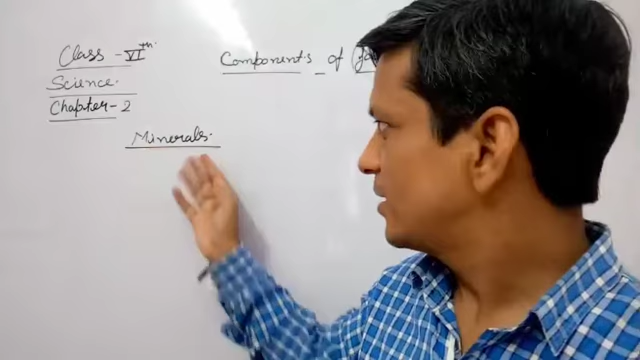 Class - VIth
Components of
Science
Chapter - 2
Minerals